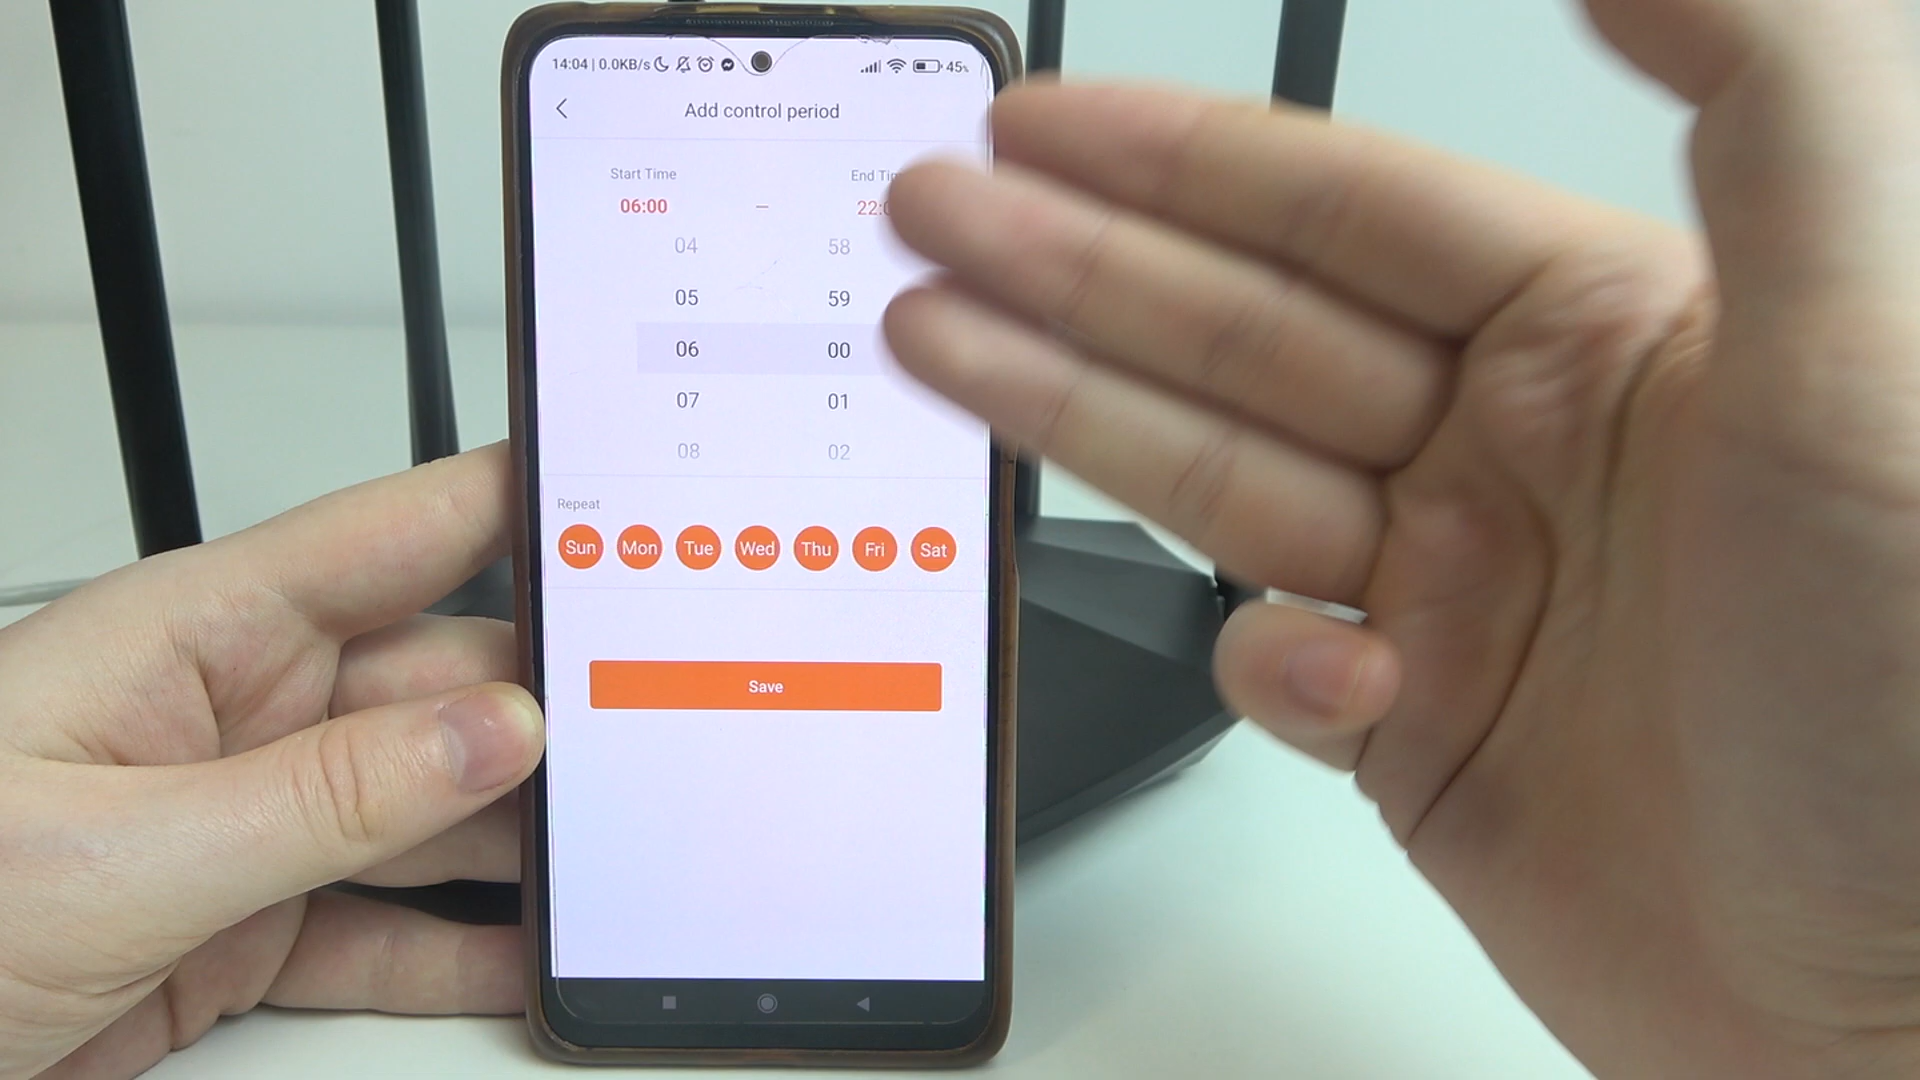 14:04 | 0.0KB/s 45%
Add control period
Start Time End
06:00 —
04 58
05 59
06 00
07 01
08 02
Repeat
Sun Mon Tue Wed Thu Fri Sat
Save